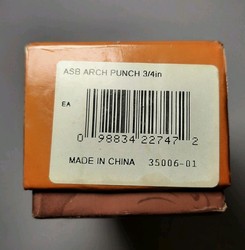 ASB ARCH PUNCH 3/4in
EA
0 98834 22747 2
MADE IN CHINA 35006-01